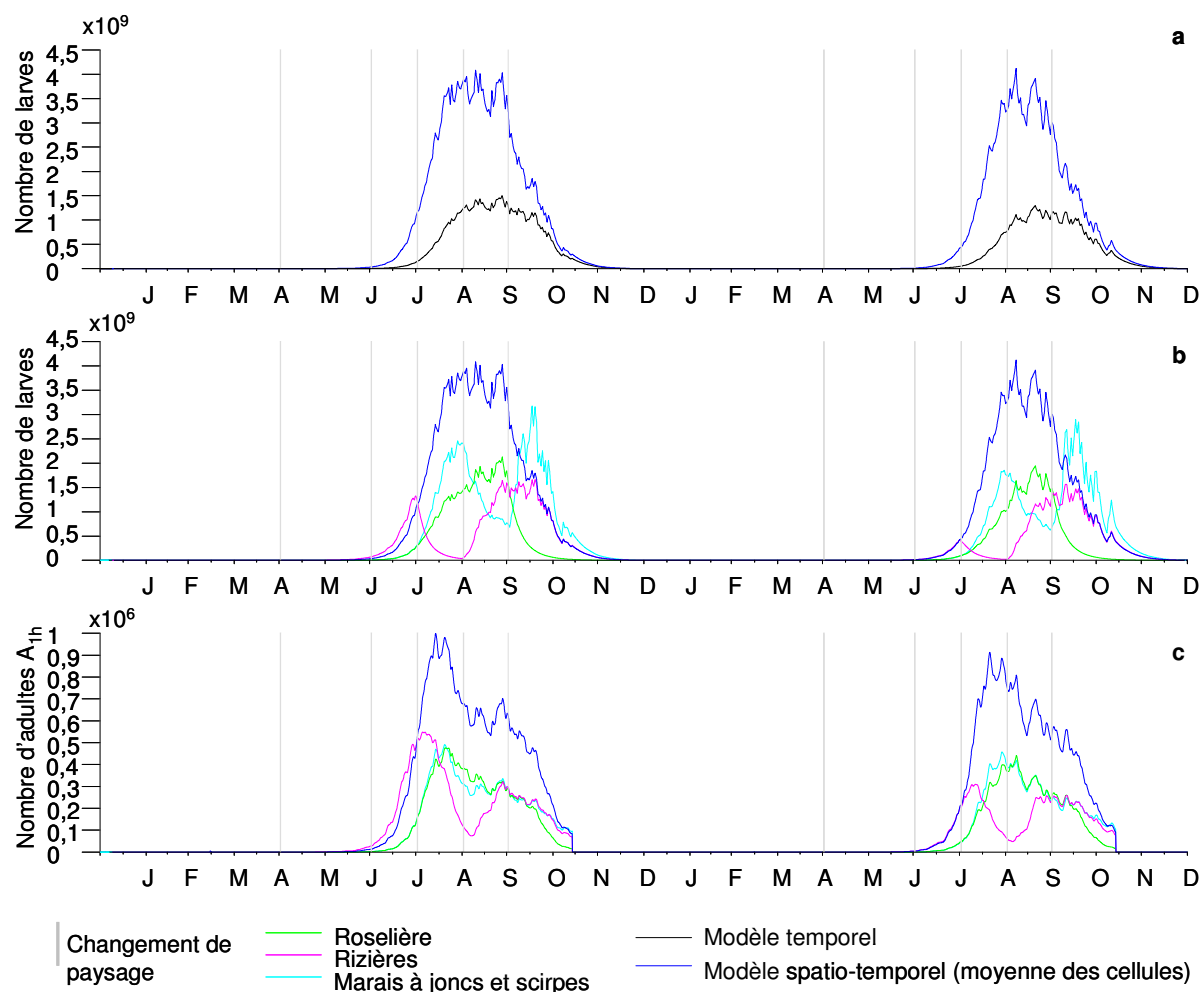 x10⁹
a
Nombre de larves
4,5
4
3,5
3
2,5
2
1,5
1
0,5
0
J F M A M J J A S O N D J F M A M J J A S O N D
x10⁹
b
Nombre de larves
4,5
4
3,5
3
2,5
2
1,5
1
0,5
0
J F M A M J J A S O N D J F M A M J J A S O N D
x10⁶
c
Nombre d'adultes A1h
1
0,9
0,8
0,7
0,6
0,5
0,4
0,3
0,2
0,1
0
J F M A M J J A S O N D J F M A M J J A S O N D
Changement de
paysage
Roselière
Rizières
Marais à joncs et scirpes
Modèle temporel
Modèle spatio-temporel (moyenne des cellules)